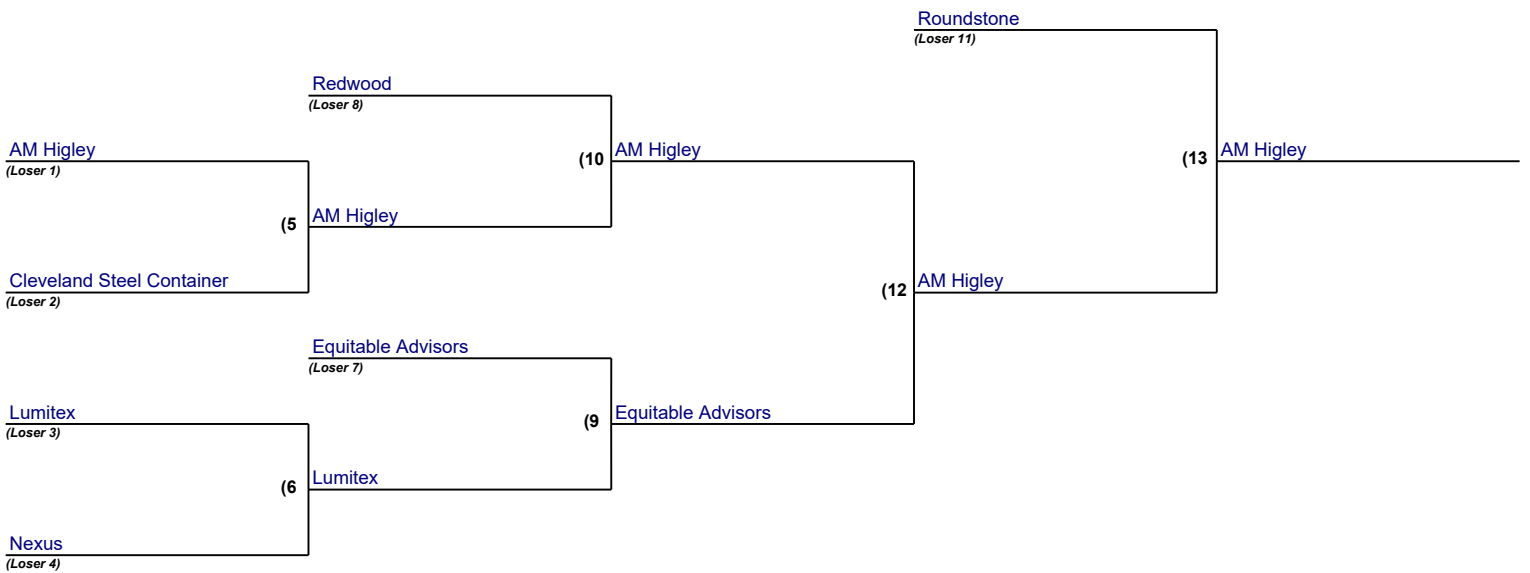 Roundstone
(Loser 11)
Redwood
(Loser 8)
AM Higley
(Loser 1)
(10
AM Higley
(13
AM Higley
(5
AM Higley
Cleveland Steel Container
(Loser 2)
(12
AM Higley
Equitable Advisors
(Loser 7)
Lumitex
(Loser 3)
(9
Equitable Advisors
(6
Lumitex
Nexus
(Loser 4)